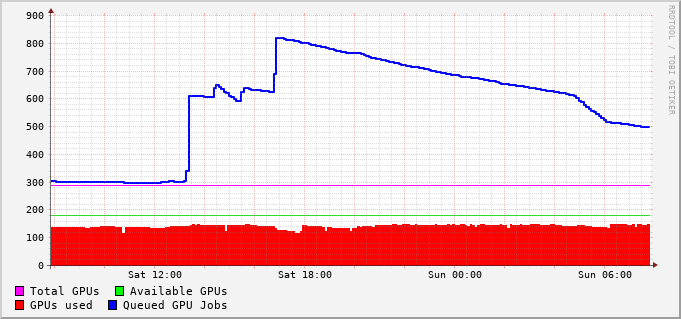 900
800
700
600
500
400
300
200
100
0
Sat 12:00 Sat 18:00 Sun 00:00 Sun 06:00
Total GPUs Available GPUs
GPUs used Queued GPU Jobs
RRDTOOL / TOBI OETIKER